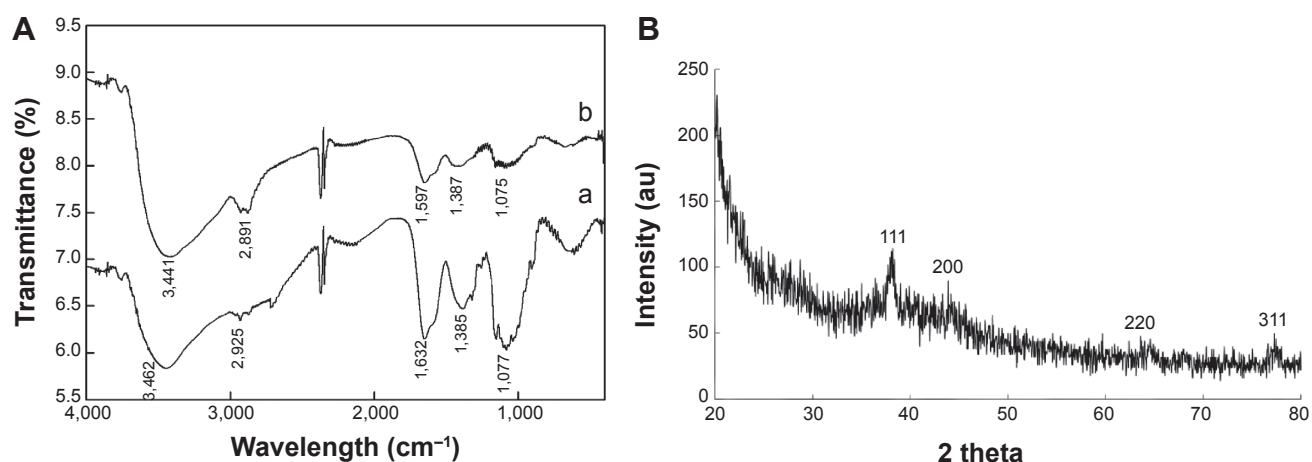 A
Transmittance (%)
9.5
9.0
8.5
8.0
7.5
7.0
6.5
6.0
5.5
b
a
3,441
2,891
1,597
1,387
1,075
3,462
2,925
1,632
1,385
1,077
4,000 3,000 2,000 1,000
Wavelength (cm⁻¹)
B
Intensity (au)
250
200
150
100
50
0
111
200
220
311
20 30 40 50 60 70 80
2 theta